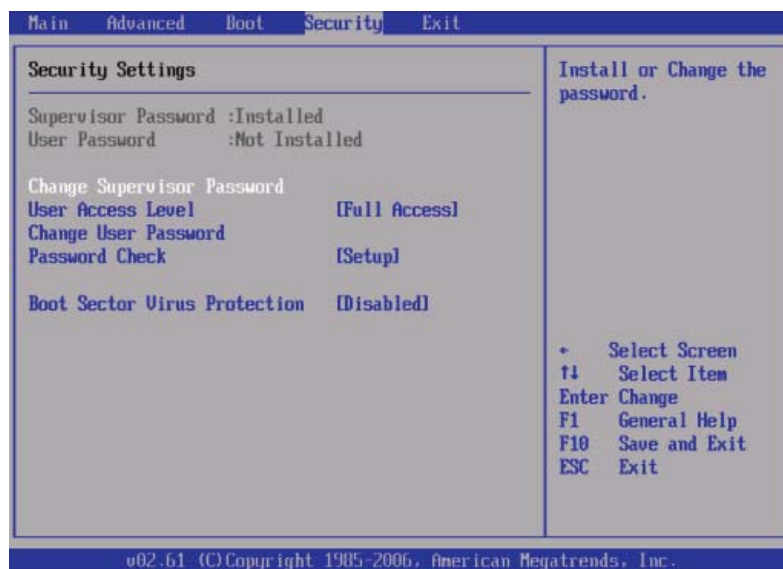 Main Advanced Boot Security Exit
Security Settings
Supervisor Password :Installed
User Password :Not Installed
Change Supervisor Password
User Access Level [Full Access]
Change User Password
Password Check [Setup]
Boot Sector Virus Protection [Disabled]
Install or Change the
password.
← Select Screen
↑↓ Select Item
Enter Change
F1 General Help
F10 Save and Exit
ESC Exit
v02.61 (C)Copyright 1985-2006, American Megatrends, Inc.